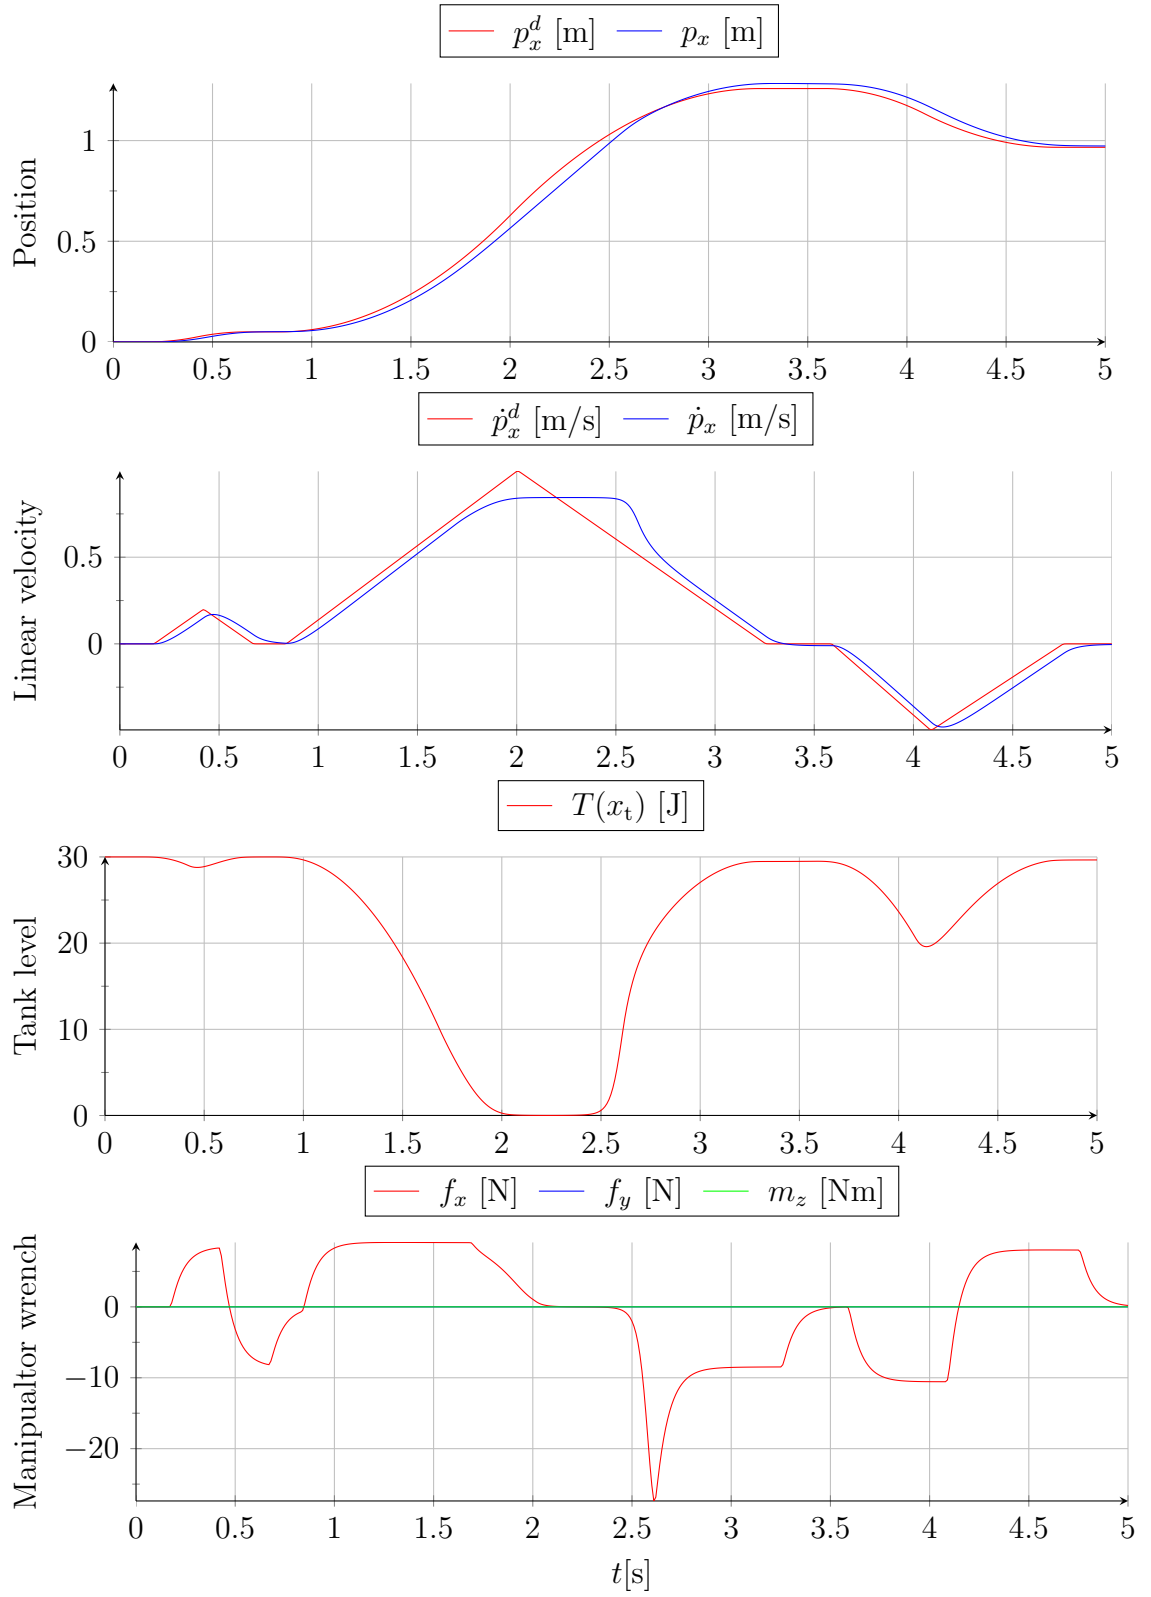 p_x^d [m] p_x [m]
Position
1
0.5
0
0 0.5 1 1.5 2 2.5 3 3.5 4 4.5 5
ṗ_x^d [m/s] ṗ_x [m/s]
Linear velocity
0.5
0
0 0.5 1 1.5 2 2.5 3 3.5 4 4.5 5
T(x_t) [J]
Tank level
30
20
10
0
0 0.5 1 1.5 2 2.5 3 3.5 4 4.5 5
f_x [N] f_y [N] m_z [Nm]
Manipualtor wrench
0
−10
−20
0 0.5 1 1.5 2 2.5 3 3.5 4 4.5 5
t[s]